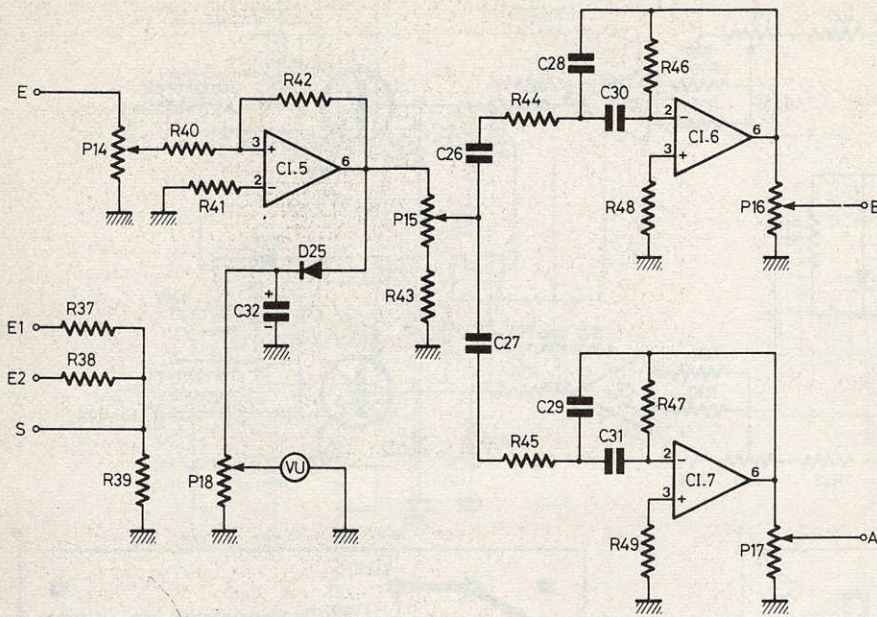 E
P14
R40
R42
3
+
CI.5
6
2
−
R41
D25
C32
+
−
P15
R43
E1
R37
E2
R38
S
R39
P18
VU
C26
R44
C28
C30
R46
2
−
CI.6
6
3
+
R48
P16
B
C27
R45
C29
C31
R47
2
−
CI.7
6
3
+
R49
P17
A